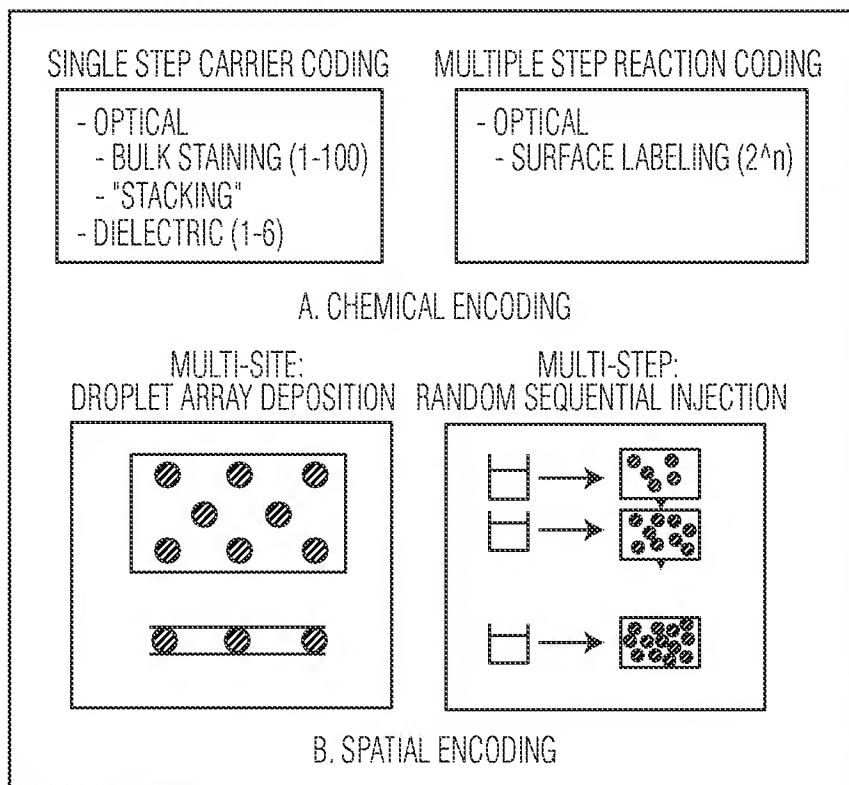 SINGLE STEP CARRIER CODING
- OPTICAL
- BULK STAINING (1-100)
- "STACKING"
- DIELECTRIC (1-6)
MULTIPLE STEP REACTION CODING
- OPTICAL
- SURFACE LABELING (2^n)
A. CHEMICAL ENCODING
MULTI-SITE:
DROPLET ARRAY DEPOSITION
MULTI-STEP:
RANDOM SEQUENTIAL INJECTION
B. SPATIAL ENCODING